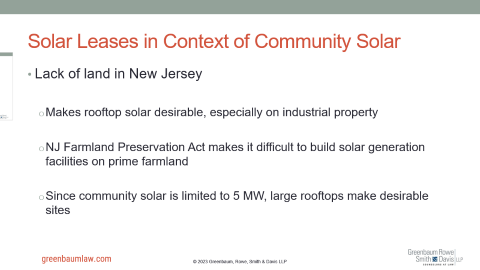 Solar Leases in Context of Community Solar
• Lack of land in New Jersey
○Makes rooftop solar desirable, especially on industrial property
○NJ Farmland Preservation Act makes it difficult to build solar generation
facilities on prime farmland
○Since community solar is limited to 5 MW, large rooftops make desirable
sites
greenbaumlaw.com
© 2023 Greenbaum, Rowe, Smith & Davis LLP
Greenbaum Rowe
Smith & Davis LLP
COUNSELORS AT LAW